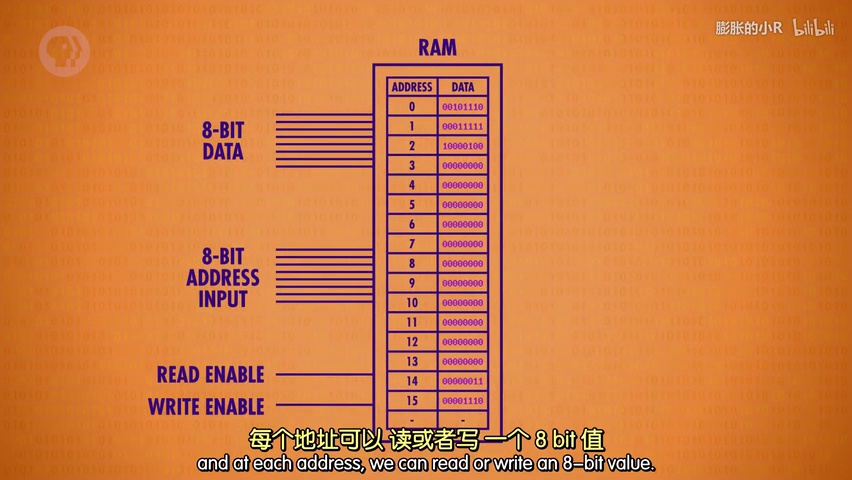 膨胀的小R bilibili
RAM
ADDRESS DATA
0 00101110
1 00011111
2 10000100
3 00000000
4 00000000
5 00000000
6 00000000
7 00000000
8 00000000
9 00000000
10 00000000
11 00000000
12 00000000
13 00000000
14 00000011
15 00001110
- -
8-BIT
DATA
8-BIT
ADDRESS
INPUT
READ ENABLE
WRITE ENABLE
每个地址可以 读或者写 一个 8 bit 值
and at each address, we can read or write an 8-bit value.